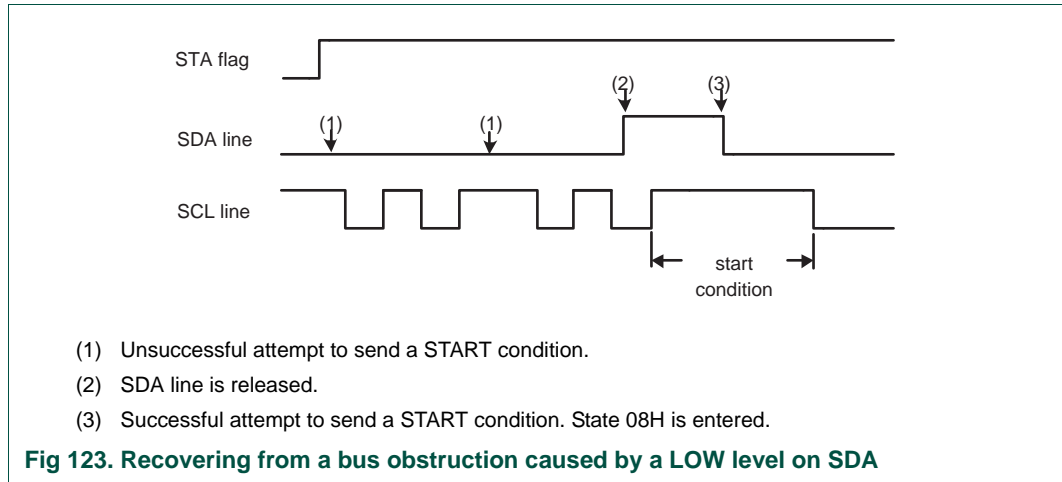 STA flag
(2)
(3)
(1)
(1)
SDA line
SCL line
start
condition
(1) Unsuccessful attempt to send a START condition.
(2) SDA line is released.
(3) Successful attempt to send a START condition. State 08H is entered.
Fig 123. Recovering from a bus obstruction caused by a LOW level on SDA